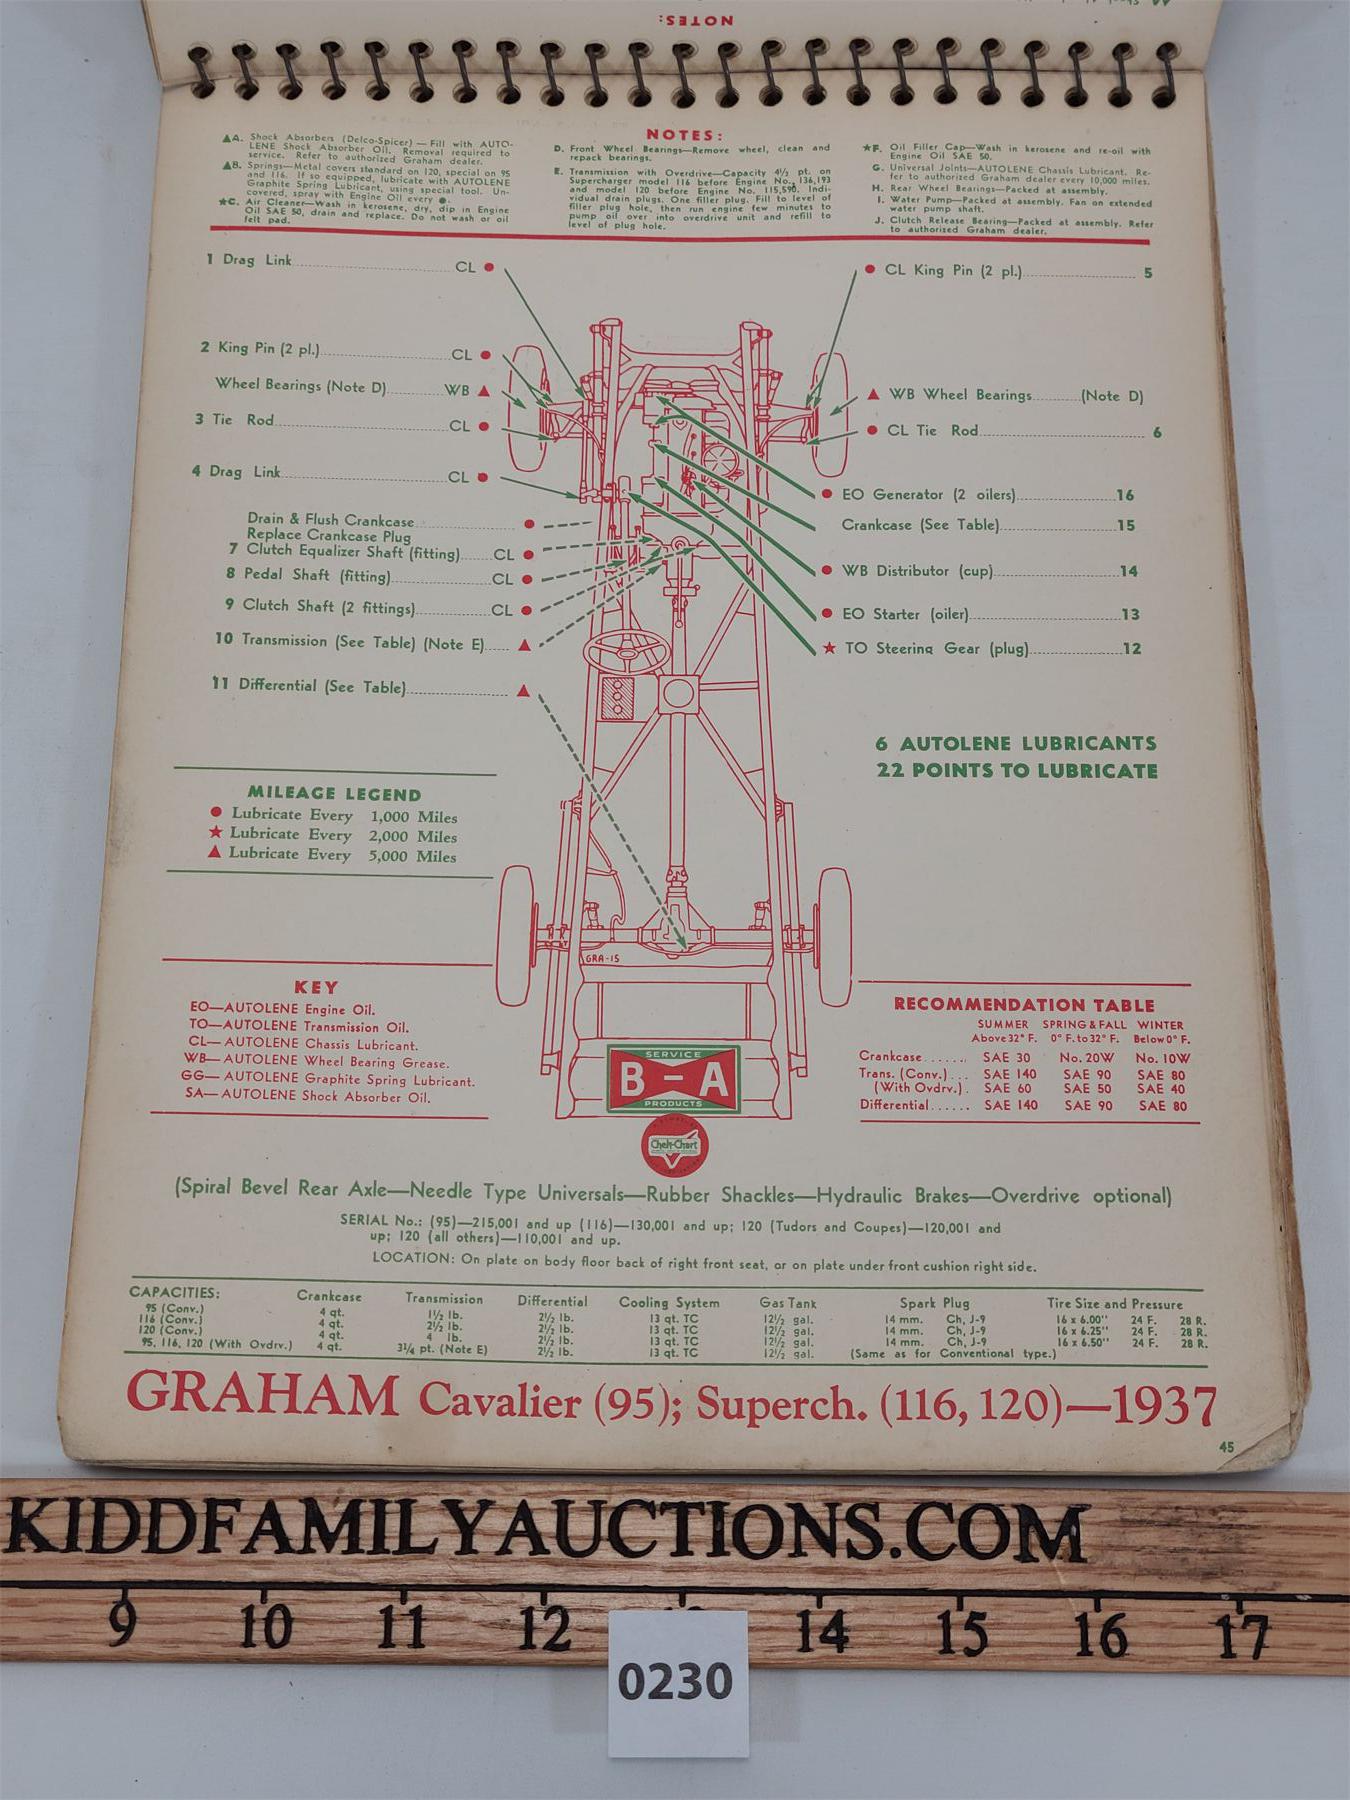 NOTES:
NOTES:
▲A. Shock Absorbers (Delco-Spicer) — Fill with AUTO-
LENE Shock Absorber Oil. Removal required to
service. Refer to authorized Graham dealer.
▲B. Springs—Metal covers standard on 120, special on 95
and 116. If so equipped, lubricate with AUTOLENE
Graphite Spring Lubricant, using special tool. Un-
covered, spray with Engine Oil every ●.
★C. Air Cleaner—Wash in kerosene, dry, dip in Engine
Oil SAE 50, drain and replace. Do not wash or oil
felt pad.
D. Front Wheel Bearings—Remove wheel, clean and
repack bearings.
E. Transmission with Overdrive—Capacity 4½ pt. on
Supercharger model 116 before Engine No. 136,193
and model 120 before Engine No. 115,590. Indi-
vidual drain plugs. One filler plug. Fill to level of
filler plug hole, then run engine few minutes to
pump oil over into overdrive unit and refill to
level of plug hole.
★F. Oil Filler Cap—Wash in kerosene and re-oil with
Engine Oil SAE 50.
G. Universal Joints—AUTOLENE Chassis Lubricant. Re-
fer to authorized Graham dealer every 10,000 miles.
H. Rear Wheel Bearings—Packed at assembly.
I. Water Pump—Packed at assembly. Fan on extended
water pump shaft.
J. Clutch Release Bearing—Packed at assembly. Refer
to authorized Graham dealer.
1 Drag Link CL ●
● CL King Pin (2 pl.) 5
2 King Pin (2 pl.) CL ●
Wheel Bearings (Note D) WB ▲
▲ WB Wheel Bearings (Note D)
3 Tie Rod CL ●
● CL Tie Rod 6
4 Drag Link CL ●
● EO Generator (2 oilers) 16
Drain & Flush Crankcase ●
Replace Crankcase Plug
Crankcase (See Table) 15
7 Clutch Equalizer Shaft (fitting) CL ●
8 Pedal Shaft (fitting) CL ●
● WB Distributor (cup) 14
9 Clutch Shaft (2 fittings) CL ●
● EO Starter (oiler) 13
10 Transmission (See Table) (Note E) ▲
★ TO Steering Gear (plug) 12
11 Differential (See Table) ▲
6 AUTOLENE LUBRICANTS
22 POINTS TO LUBRICATE
MILEAGE LEGEND
● Lubricate Every 1,000 Miles
★ Lubricate Every 2,000 Miles
▲ Lubricate Every 5,000 Miles
GRA-15
KEY
EO—AUTOLENE Engine Oil.
TO—AUTOLENE Transmission Oil.
CL—AUTOLENE Chassis Lubricant.
WB—AUTOLENE Wheel Bearing Grease.
GG—AUTOLENE Graphite Spring Lubricant.
SA—AUTOLENE Shock Absorber Oil.
RECOMMENDATION TABLE
SUMMER SPRING & FALL WINTER
Above 32° F. 0° F. to 32° F. Below 0° F.
Crankcase...... SAE 30 No. 20W No. 10W
Trans. (Conv.)... SAE 140 SAE 90 SAE 80
(With Ovdrv.). SAE 60 SAE 50 SAE 40
Differential...... SAE 140 SAE 90 SAE 80
SERVICE
B-A
PRODUCTS
Chek-Chart
(Spiral Bevel Rear Axle—Needle Type Universals—Rubber Shackles—Hydraulic Brakes—Overdrive optional)
SERIAL No.: (95)—215,001 and up (116)—130,001 and up; 120 (Tudors and Coupes)—120,001 and
up; 120 (all others)—110,001 and up.
LOCATION: On plate on body floor back of right front seat, or on plate under front cushion right side.
CAPACITIES: Crankcase Transmission Differential Cooling System Gas Tank Spark Plug Tire Size and Pressure
95 (Conv.) 4 qt. 1½ lb. 2½ lb. 13 qt. TC 12½ gal. 14 mm. Ch, J-9 16 x 6.00" 24 F. 28 R.
116 (Conv.) 4 qt. 2½ lb. 2½ lb. 13 qt. TC 12½ gal. 14 mm. Ch, J-9 16 x 6.25" 24 F. 28 R.
120 (Conv.) 4 qt. 4 lb. 2½ lb. 13 qt. TC 12½ gal. 14 mm. Ch, J-9 16 x 6.50" 24 F. 28 R.
95, 116, 120 (With Ovdrv.) 4 qt. 3¼ pt. (Note E) 2½ lb. 13 qt. TC 12½ gal. (Same as for Conventional type.)
GRAHAM Cavalier (95); Superch. (116, 120)—1937
45
KIDDFAMILYAUCTIONS.COM
9 10 11 12 14 15 16 17
0230